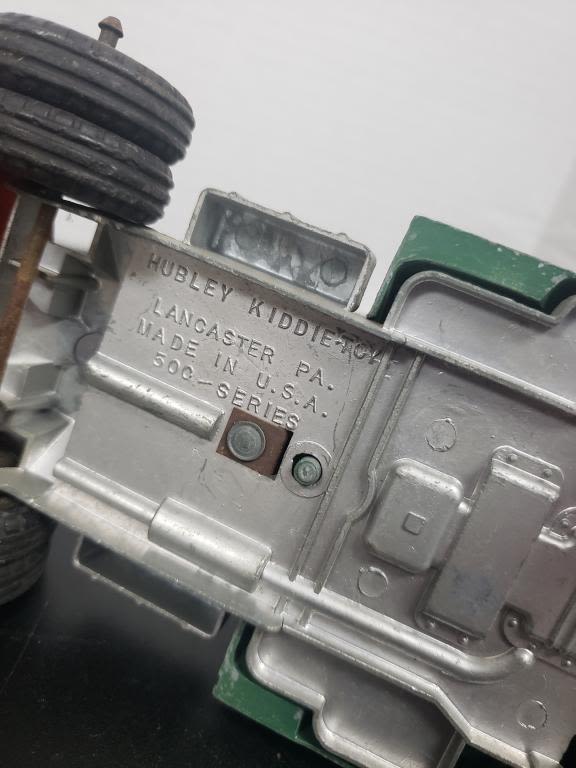 HUBLEY KIDDIE-TOY
LANCASTER PA.
MADE IN U.S.A.
500-SERIES